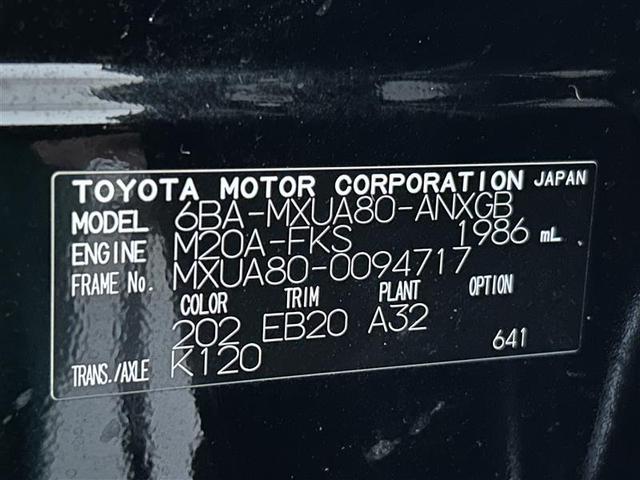 TOYOTA MOTOR CORPORATION JAPAN
MODEL 6BA-MXUA80-ANXGB
ENGINE M20A-FKS 1986 mL
FRAME No. MXUA80-0094717
COLOR TRIM PLANT OPTION
202 EB20 A32
TRANS./AXLE K120 641